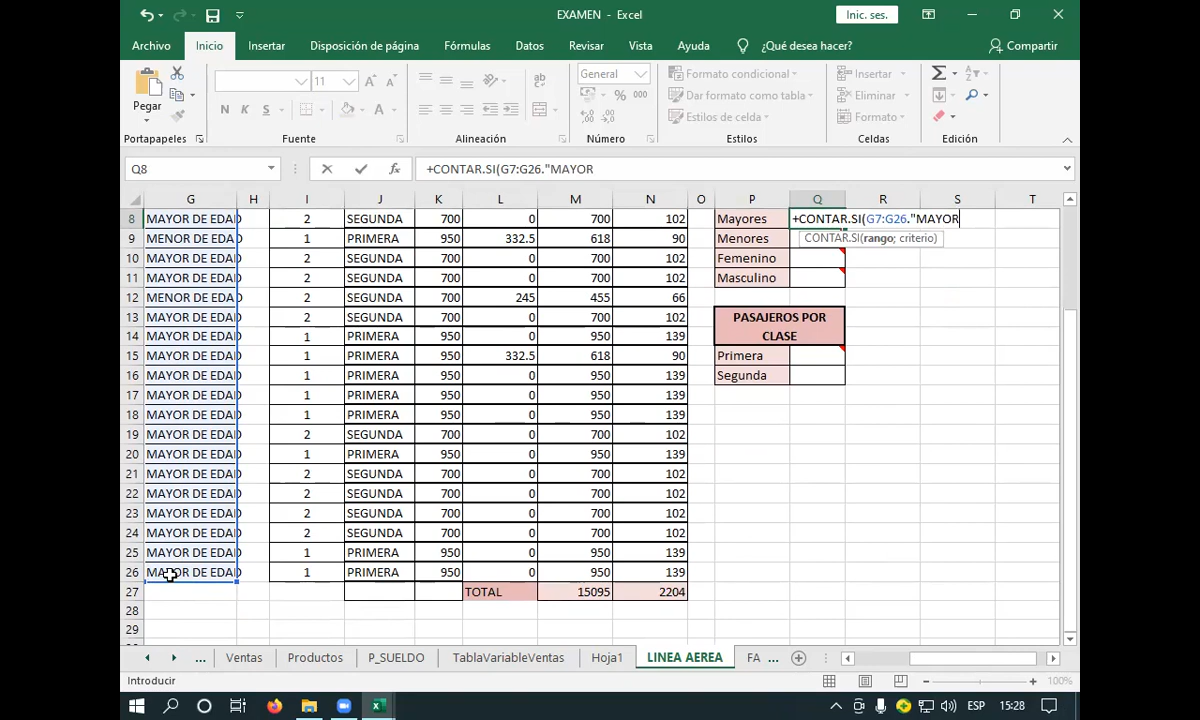 EXAMEN - Excel
Inic. ses.
Archivo Inicio Insertar Disposición de página Fórmulas Datos Revisar Vista Ayuda ¿Qué desea hacer? Compartir
Pegar
11
N K S
General
% 000
Formato condicional
Dar formato como tabla
Estilos de celda
Insertar
Eliminar
Formato
Portapapeles Fuente Alineación Número Estilos Celdas Edición
Q8 +CONTAR.SI(G7:G26."MAYOR
G H I J K L M N O P Q R S T
8 MAYOR DE EDAD 2 SEGUNDA 700 0 700 102 Mayores +CONTAR.SI(G7:G26."MAYOR
9 MENOR DE EDAD 1 PRIMERA 950 332.5 618 90 Menores CONTAR.SI(rango; criterio)
10 MAYOR DE EDAD 2 SEGUNDA 700 0 700 102 Femenino
11 MAYOR DE EDAD 2 SEGUNDA 700 0 700 102 Masculino
12 MENOR DE EDAD 2 SEGUNDA 700 245 455 66
13 MAYOR DE EDAD 2 SEGUNDA 700 0 700 102 PASAJEROS POR
14 MAYOR DE EDAD 1 PRIMERA 950 0 950 139 CLASE
15 MAYOR DE EDAD 1 PRIMERA 950 332.5 618 90 Primera
16 MAYOR DE EDAD 1 PRIMERA 950 0 950 139 Segunda
17 MAYOR DE EDAD 1 PRIMERA 950 0 950 139
18 MAYOR DE EDAD 1 PRIMERA 950 0 950 139
19 MAYOR DE EDAD 2 SEGUNDA 700 0 700 102
20 MAYOR DE EDAD 1 PRIMERA 950 0 950 139
21 MAYOR DE EDAD 2 SEGUNDA 700 0 700 102
22 MAYOR DE EDAD 2 SEGUNDA 700 0 700 102
23 MAYOR DE EDAD 2 SEGUNDA 700 0 700 102
24 MAYOR DE EDAD 2 SEGUNDA 700 0 700 102
25 MAYOR DE EDAD 1 PRIMERA 950 0 950 139
26 MAYOR DE EDAD 1 PRIMERA 950 0 950 139
27 TOTAL 15095 2204
28
29
... Ventas Productos P_SUELDO TablaVariableVentas Hoja1 LINEA AEREA FA ...
Introducir 100%
ESP 15:28